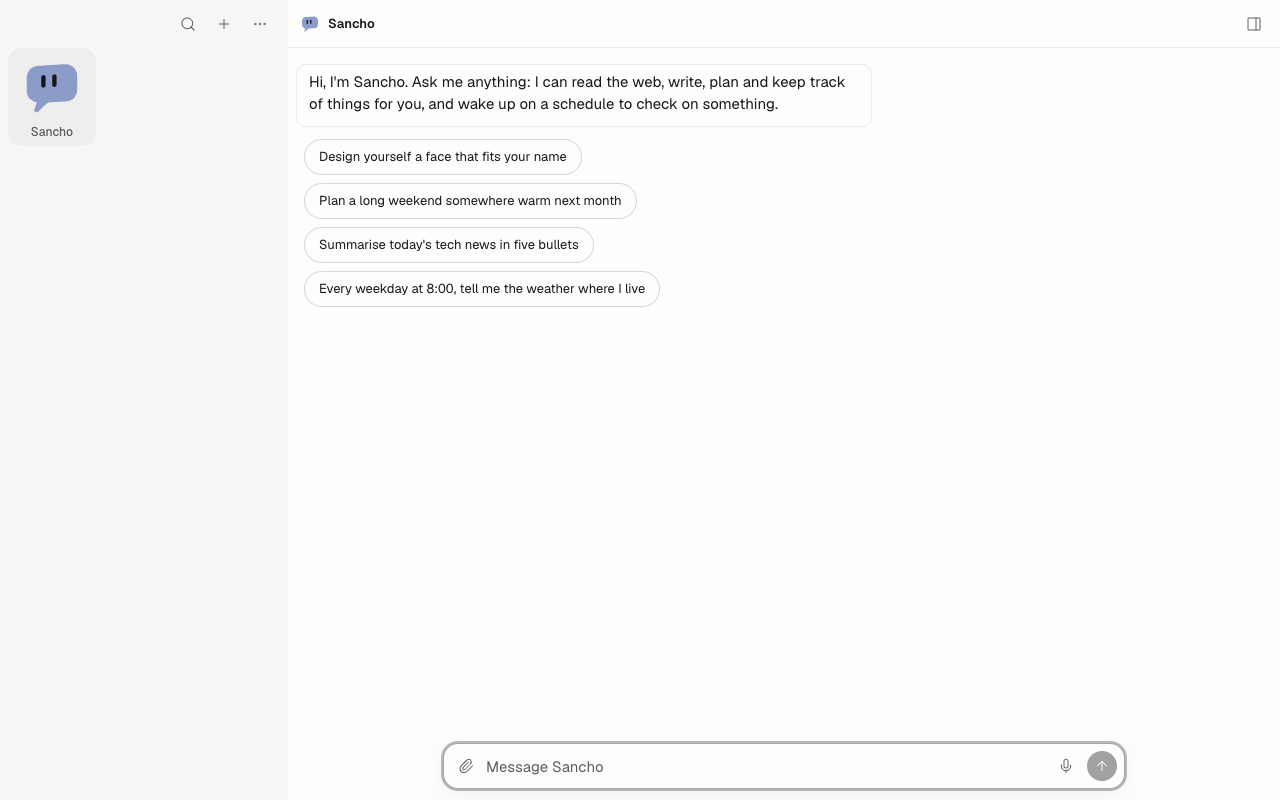 Sancho
Sancho
Hi, I'm Sancho. Ask me anything: I can read the web, write, plan and keep track
of things for you, and wake up on a schedule to check on something.
Design yourself a face that fits your name
Plan a long weekend somewhere warm next month
Summarise today's tech news in five bullets
Every weekday at 8:00, tell me the weather where I live
Message Sancho